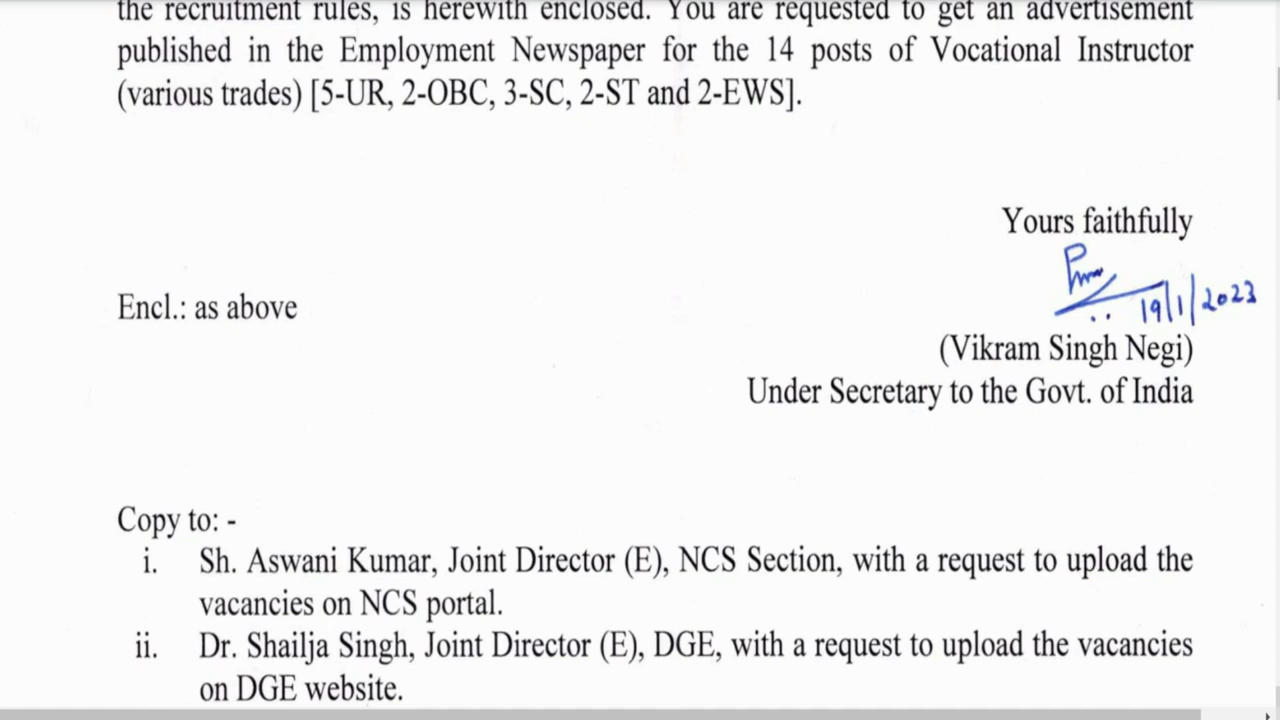 the recruitment rules, is herewith enclosed. You are requested to get an advertisement
published in the Employment Newspaper for the 14 posts of Vocational Instructor
(various trades) [5-UR, 2-OBC, 3-SC, 2-ST and 2-EWS].
Yours faithfully
19/1/2023
Encl.: as above
(Vikram Singh Negi)
Under Secretary to the Govt. of India
Copy to: -
i. Sh. Aswani Kumar, Joint Director (E), NCS Section, with a request to upload the
vacancies on NCS portal.
ii. Dr. Shailja Singh, Joint Director (E), DGE, with a request to upload the vacancies
on DGE website.